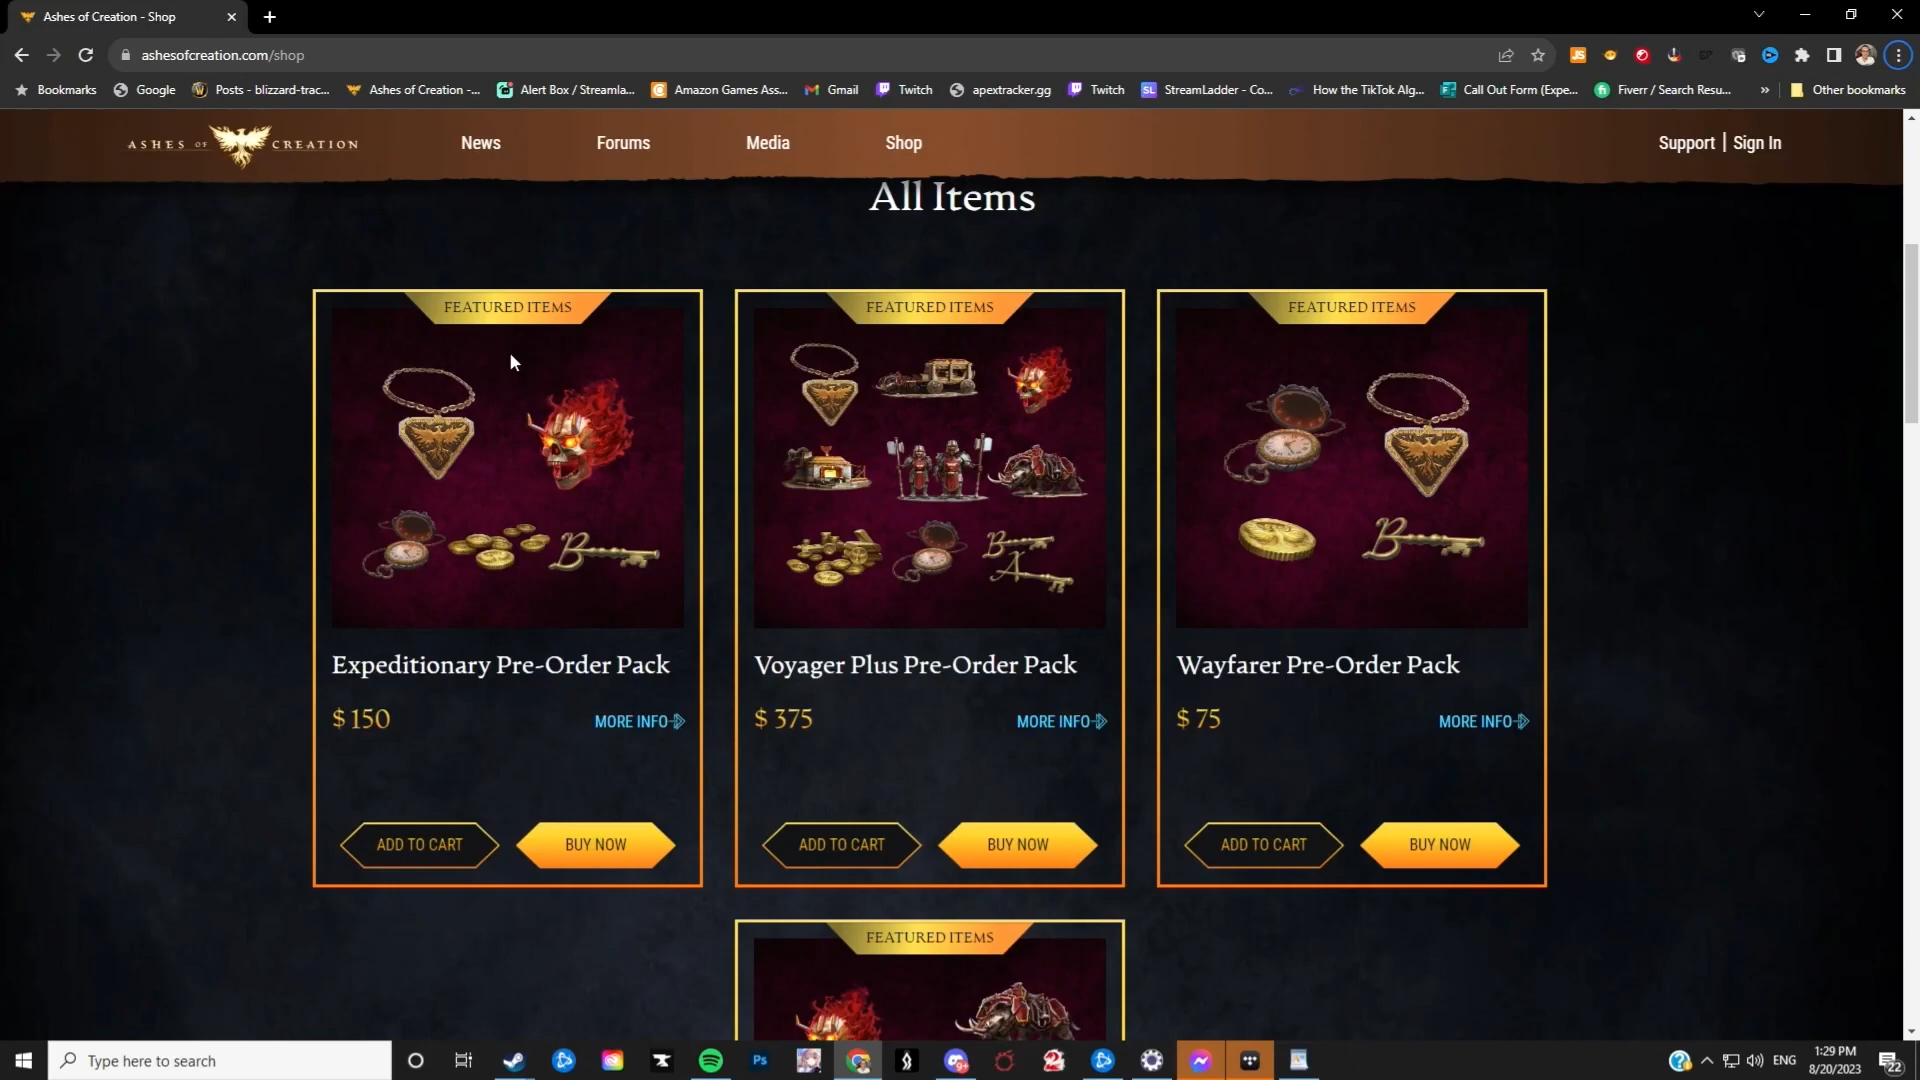 Ashes of Creation - Shop
ashesofcreation.com/shop
Bookmarks
Google
Posts - blizzard-trac...
Ashes of Creation -...
Alert Box / Streamla...
Amazon Games Ass...
Gmail
Twitch
apextracker.gg
Twitch
StreamLadder - Co...
How the TikTok Alg...
Call Out Form (Expe...
Fiverr / Search Resu...
»
Other bookmarks
ASHES OF CREATION
News
Forums
Media
Shop
Support | Sign In
All Items
FEATURED ITEMS
FEATURED ITEMS
FEATURED ITEMS
Expeditionary Pre-Order Pack
Voyager Plus Pre-Order Pack
Wayfarer Pre-Order Pack
$ 150
MORE INFO
$ 375
MORE INFO
$ 75
MORE INFO
ADD TO CART
BUY NOW
ADD TO CART
BUY NOW
ADD TO CART
BUY NOW
FEATURED ITEMS
Type here to search
Ps
ENG
1:29 PM
8/20/2023
22